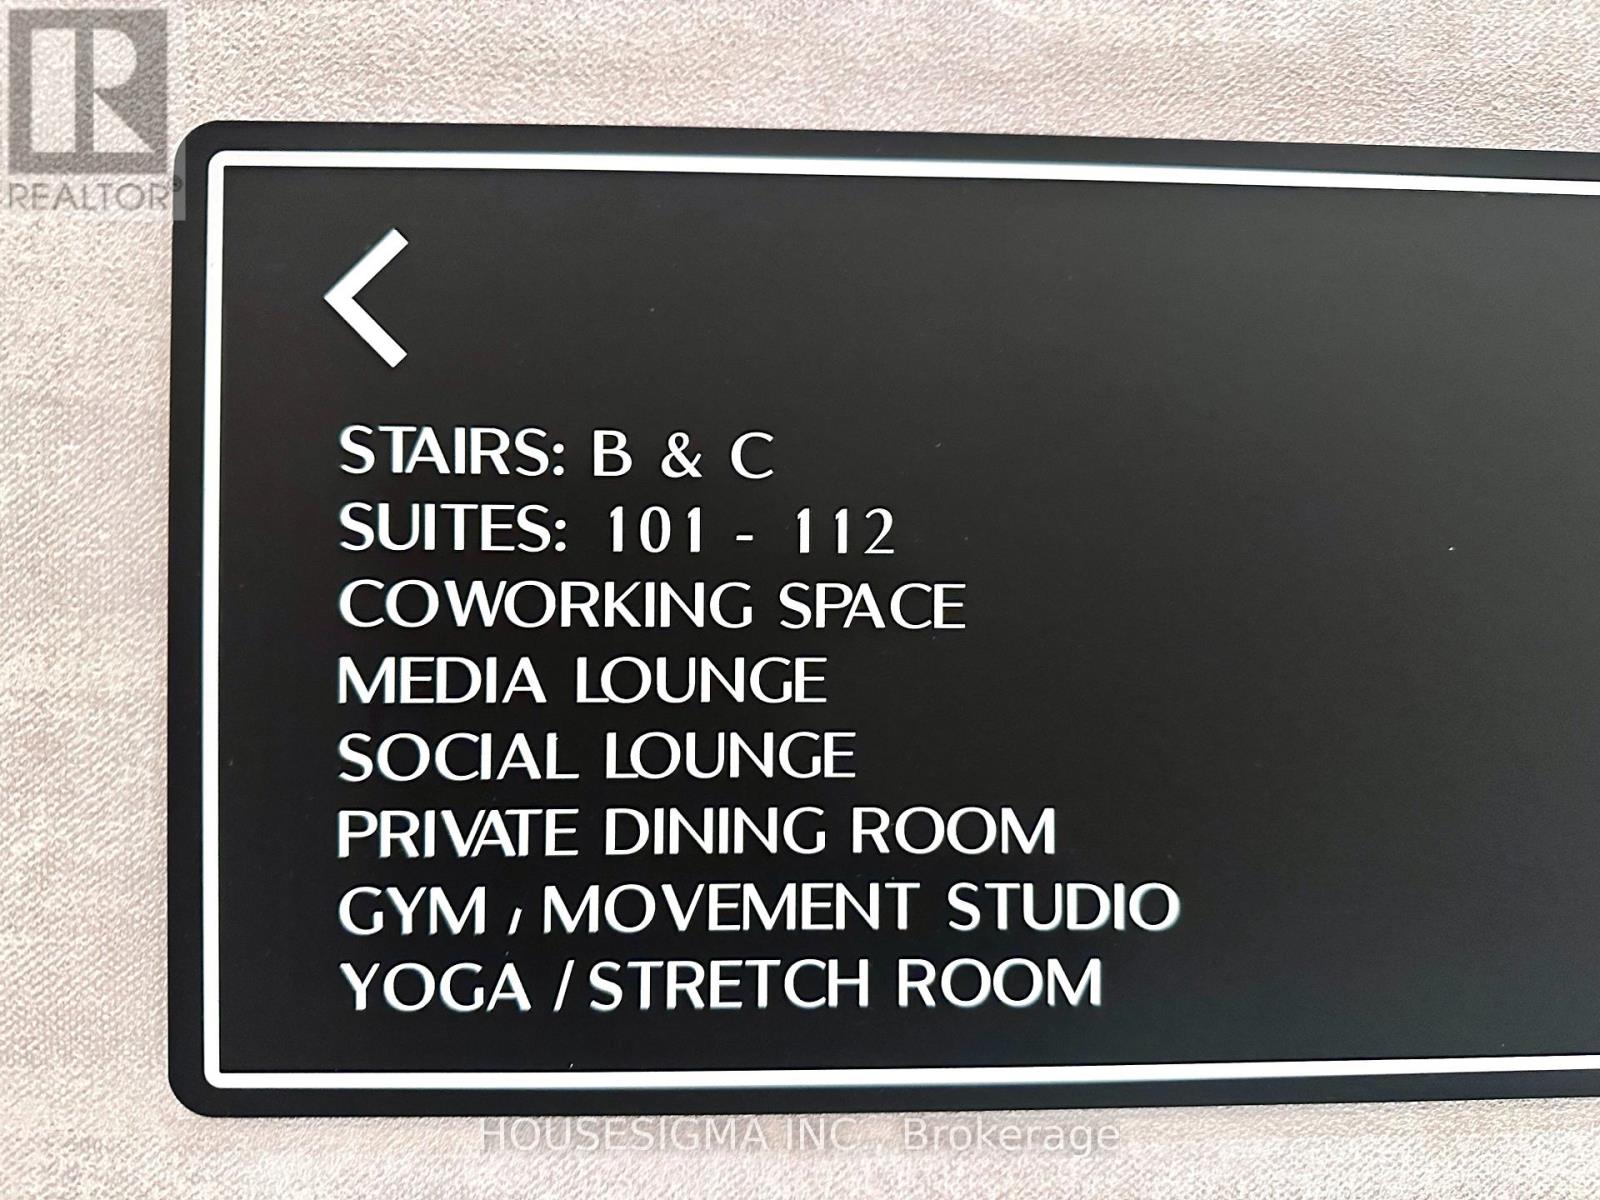 REALTOR®
STAIRS: B & C
SUITES: 101 - 112
COWORKING SPACE
MEDIA LOUNGE
SOCIAL LOUNGE
PRIVATE DINING ROOM
GYM , MOVEMENT STUDIO
YOGA / STRETCH ROOM
HOUSESIGMA INC., Brokerage